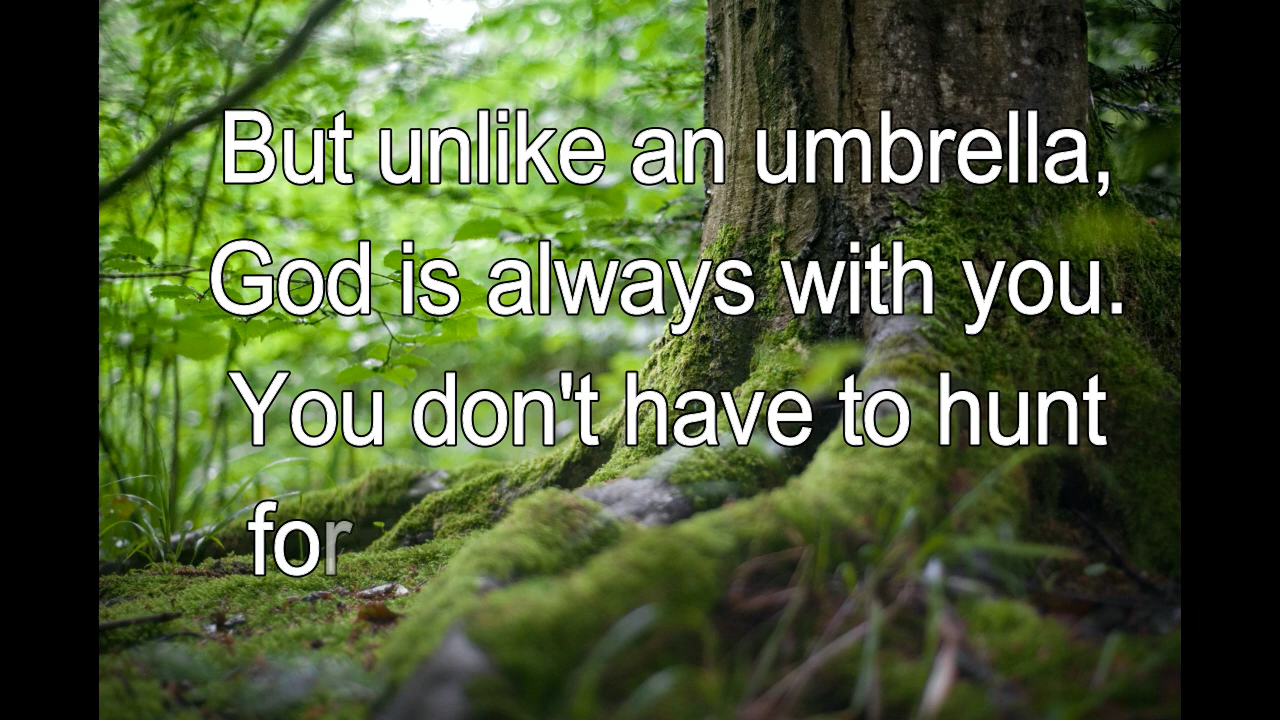 But unlike an umbrella,
God is always with you.
You don't have to hunt
for